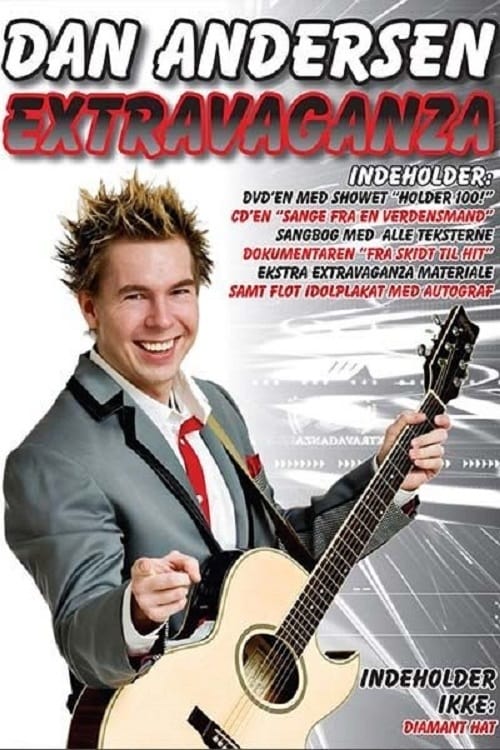 DAN ANDERSEN
EXTRAVAGANZA
INDEHOLDER:
DVD'EN MED SHOWET "HOLDER 100!"
CD'EN "SANGE FRA EN VERDENSMAND"
SANGBOG MED ALLE TEKSTERNE
DOKUMENTAREN "FRA SKIDT TIL HIT"
EKSTRA EXTRAVAGANZA MATERIALE
SAMT FLOT IDOLPLAKAT MED AUTOGRAF
INDEHOLDER
IKKE:
DIAMANT HAT